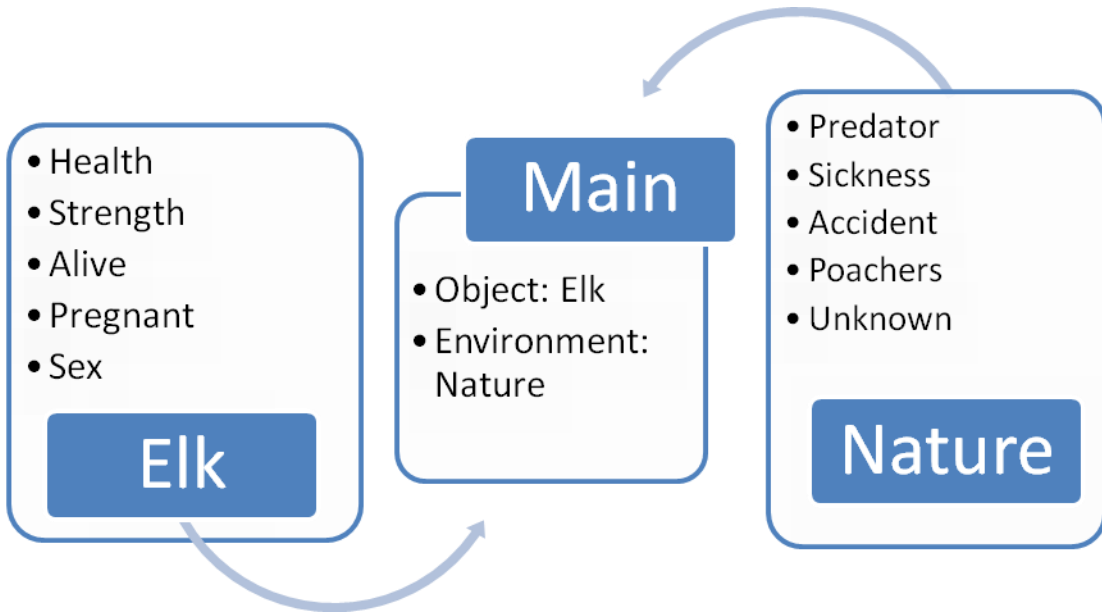 • Health
• Strength
• Alive
• Pregnant
• Sex
Elk
Main
• Object: Elk
• Environment:
Nature
• Predator
• Sickness
• Accident
• Poachers
• Unknown
Nature